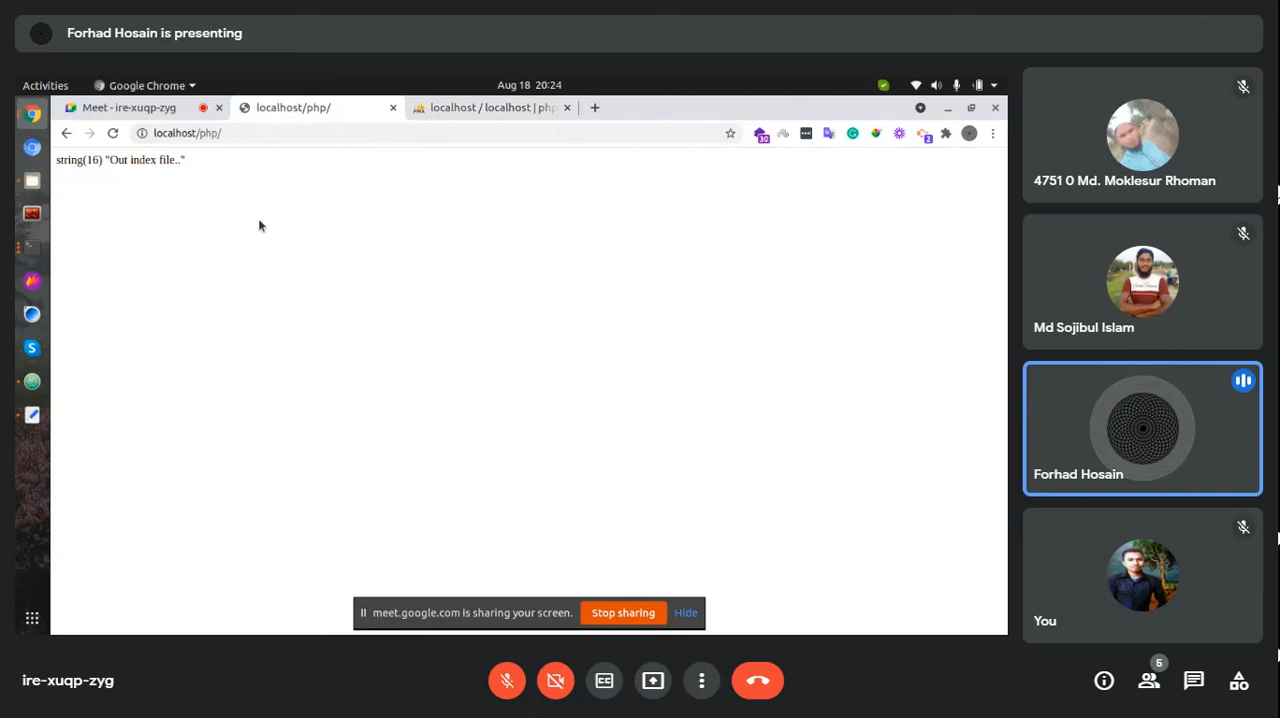 Forhad Hosain is presenting
Activities
Google Chrome
Aug 18 20:24
Meet - ire-xuqp-zyg
localhost/php/
localhost / localhost | php
localhost/php/
30
2
string(16) "Out index file.."
4751 0 Md. Moklesur Rhoman
Md Sojibul Islam
Forhad Hosain
You
meet.google.com is sharing your screen.
Stop sharing
Hide
ire-xuqp-zyg
5